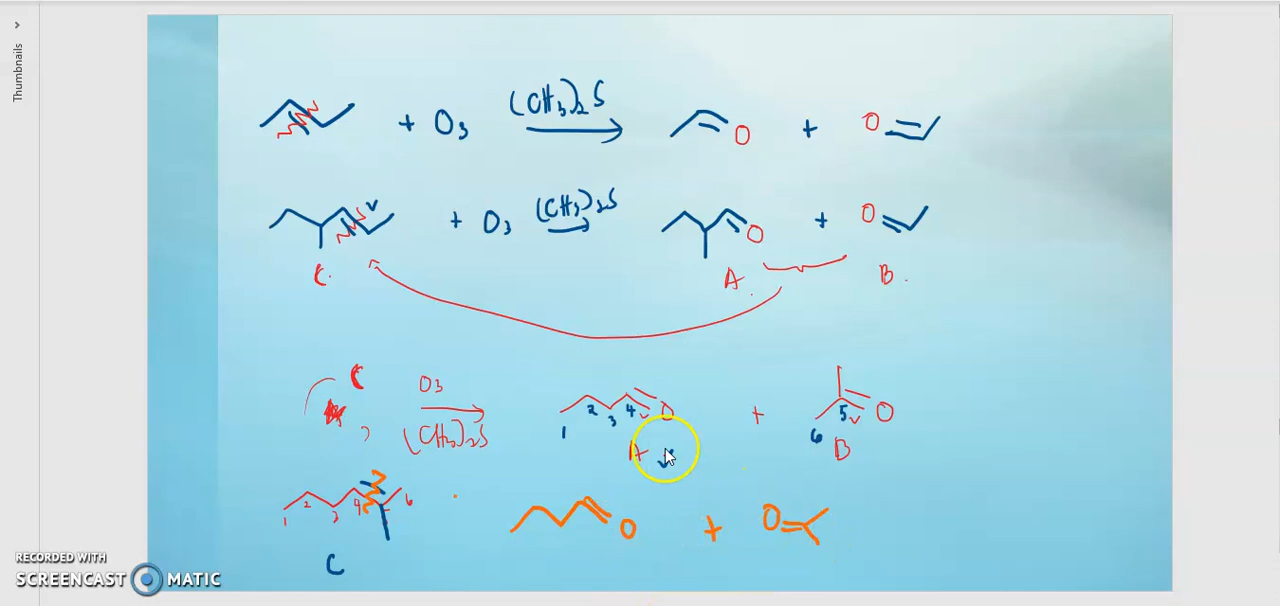 Thumbnails
+ O3 (CH3)2S O + O
+ O3 (CH3)2S O + O
C. A. B.
C ? O3 (CH3)2S O + O
1 2 3 4 5 6
A B
1 2 3 4 6 O + O
C
RECORDED WITH
SCREENCAST MATIC